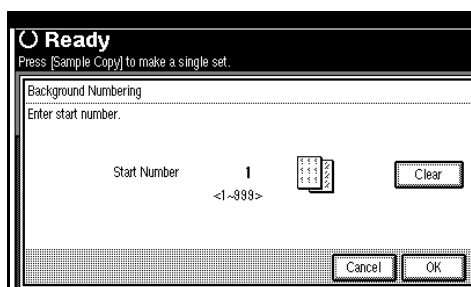 Ready
Press [Sample Copy] to make a single set.
Background Numbering
Enter start number.
Start Number 1 Clear
<1~999>
Cancel OK